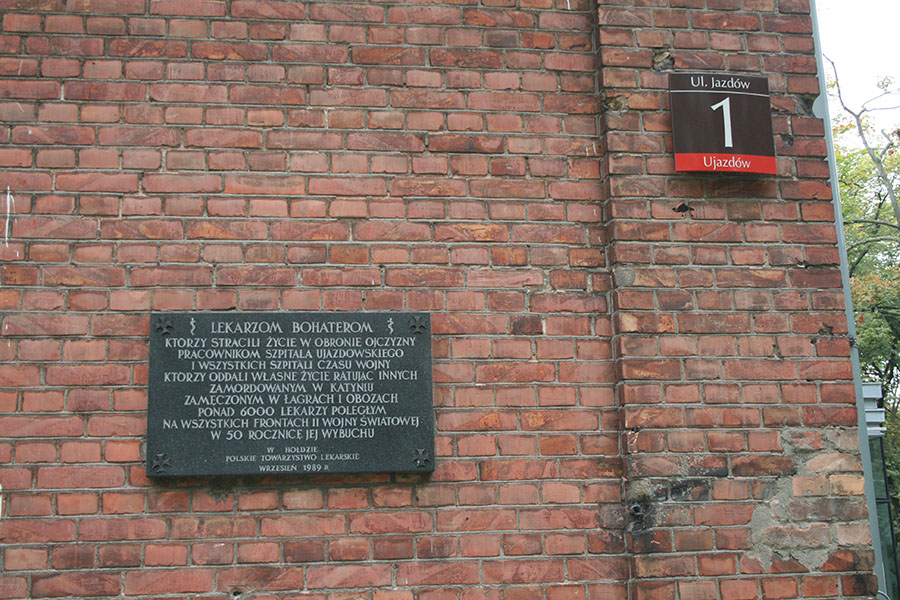 Ul. Jazdów
1
Ujazdów
LEKARZOM BOHATEROM
KTÓRZY STRACILI ŻYCIE W OBRONIE OJCZYZNY
PRACOWNIKOM SZPITALA UJAZDOWSKIEGO
I WSZYSTKICH SZPITALI CZASU WOJNY
KTÓRZY ODDALI WŁASNE ŻYCIE RATUJĄC INNYCH
ZAMORDOWANYM W KATYNIU
ZAMĘCZONYM W ŁAGRACH I OBOZACH
PONAD 6000 LEKARZY POLEGŁYM
NA WSZYSTKICH FRONTACH II WOJNY ŚWIATOWEJ
W 50 ROCZNICĘ JEJ WYBUCHU
W HOŁDZIE
POLSKIE TOWARZYSTWO LEKARSKIE
WRZESIEŃ 1989 R